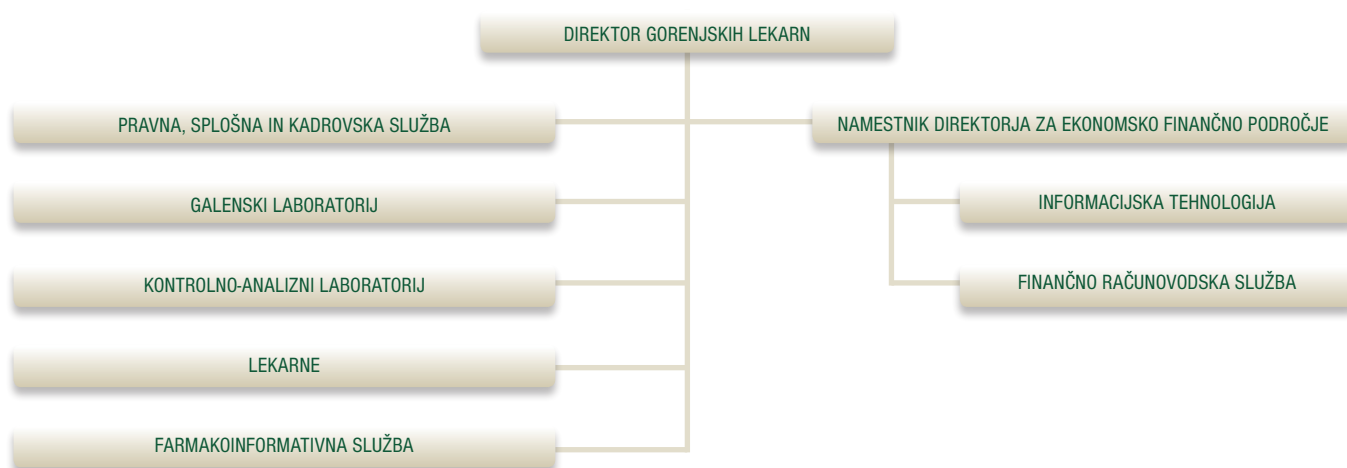 DIREKTOR GORENJSKIH LEKARN
PRAVNA, SPLOŠNA IN KADROVSKA SLUŽBA
NAMESTNIK DIREKTORJA ZA EKONOMSKO FINANČNO PODROČJE
GALENSKI LABORATORIJ
INFORMACIJSKA TEHNOLOGIJA
KONTROLNO-ANALIZNI LABORATORIJ
FINANČNO RAČUNOVODSKA SLUŽBA
LEKARNE
FARMAKOINFORMATIVNA SLUŽBA